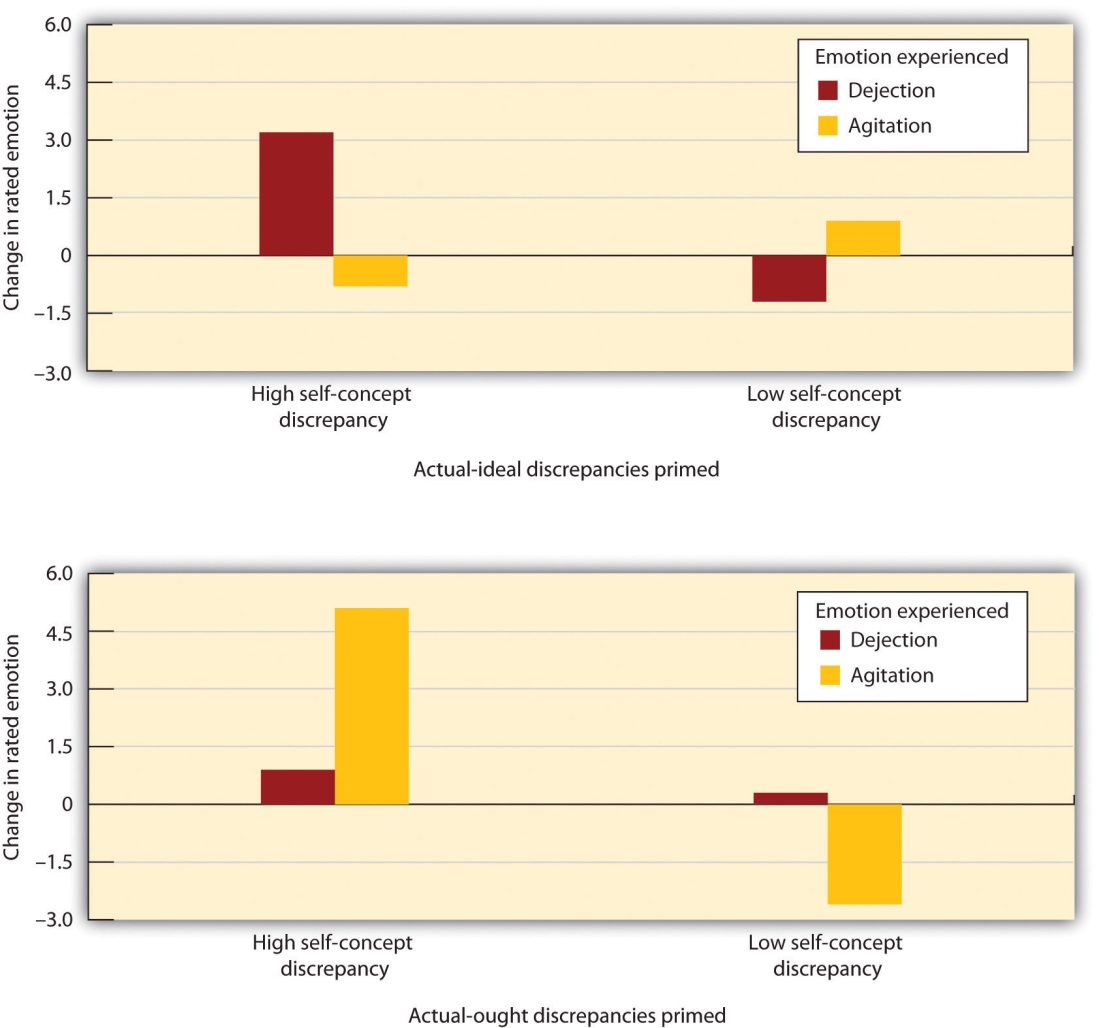 6.0
4.5
3.0
1.5
0
−1.5
−3.0
Change in rated emotion
Emotion experienced
Dejection
Agitation
High self-concept
discrepancy
Low self-concept
discrepancy
Actual-ideal discrepancies primed
6.0
4.5
3.0
1.5
0
−1.5
−3.0
Change in rated emotion
Emotion experienced
Dejection
Agitation
High self-concept
discrepancy
Low self-concept
discrepancy
Actual-ought discrepancies primed